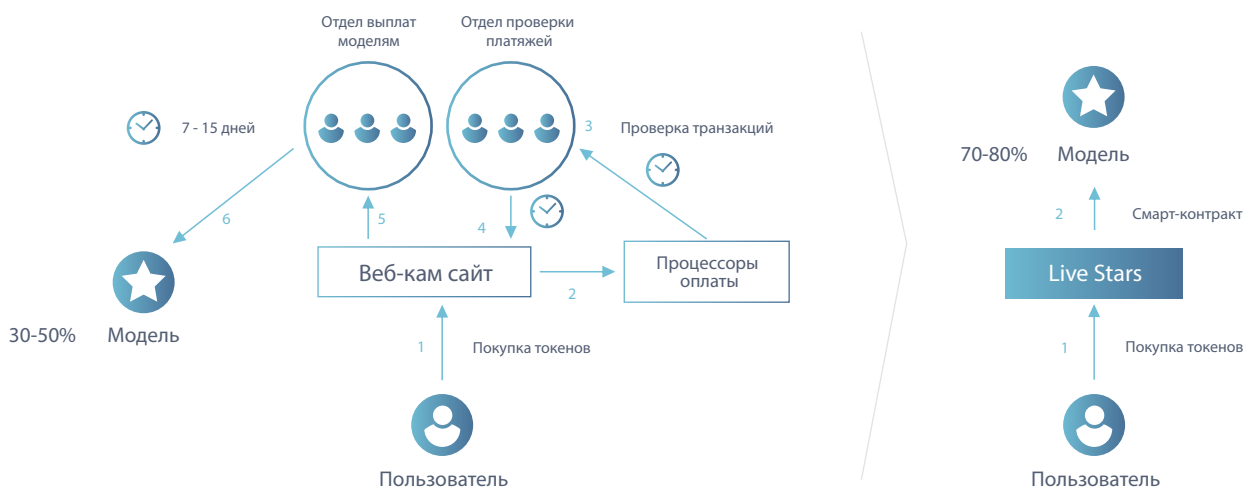 Отдел выплат
моделям
Отдел проверки
платяжей
7 - 15 дней
3
Проверка транзакций
6
5
4
Веб-кам сайт
2
Процессоры
оплаты
30-50%
Модель
1
Покупка токенов
Пользователь
70-80%
Модель
2
Смарт-контракт
Live Stars
1
Покупка токенов
Пользователь